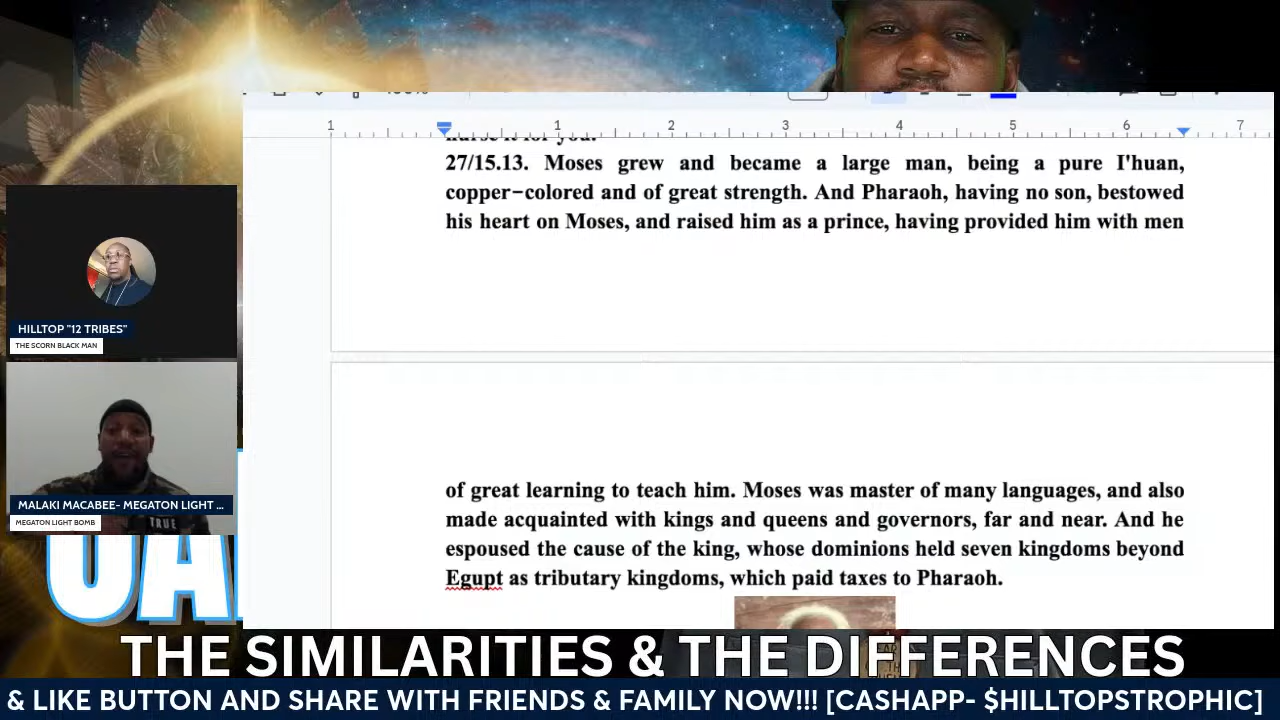 1 1 2 3 4 5 6 7
nurse it for you.
27/15.13. Moses grew and became a large man, being a pure I'huan,
copper-colored and of great strength. And Pharaoh, having no son, bestowed
his heart on Moses, and raised him as a prince, having provided him with men
of great learning to teach him. Moses was master of many languages, and also
made acquainted with kings and queens and governors, far and near. And he
espoused the cause of the king, whose dominions held seven kingdoms beyond
Egupt as tributary kingdoms, which paid taxes to Pharaoh.
HILLTOP "12 TRIBES"
THE SCORN BLACK MAN
MALAKI MACABEE- MEGATON LIGHT ...
MEGATON LIGHT BOMB
TRUE
THE SIMILARITIES & THE DIFFERENCES
& LIKE BUTTON AND SHARE WITH FRIENDS & FAMILY NOW!!! [CASHAPP- $HILLTOPSTROPHIC]